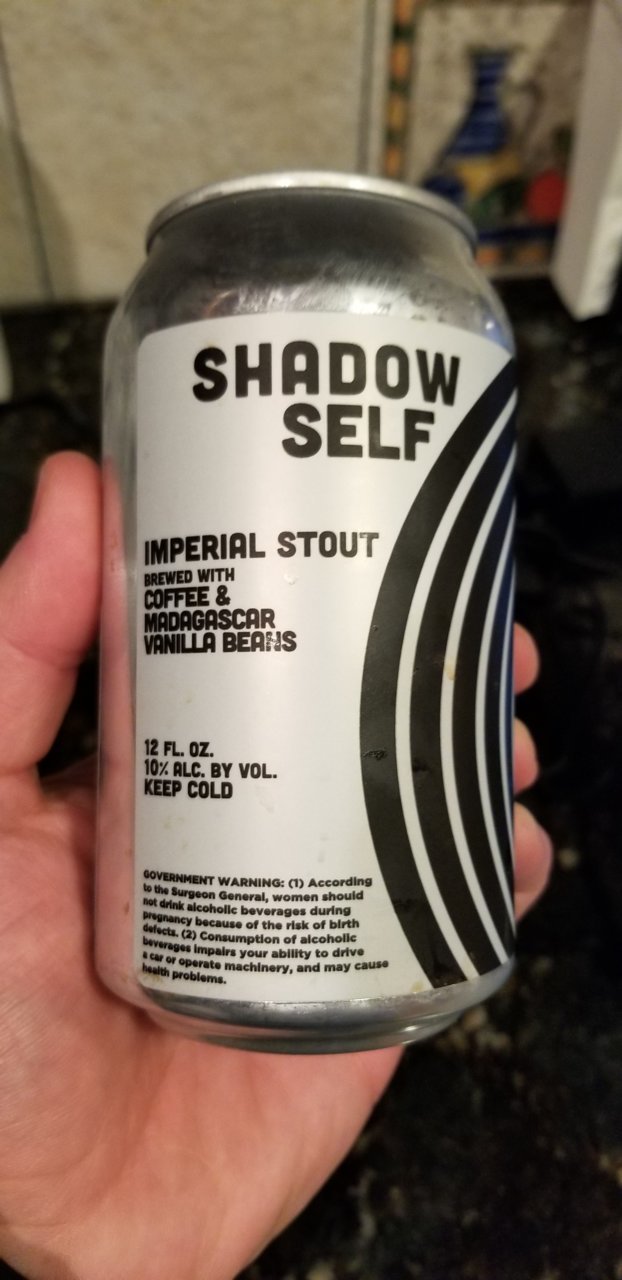 SHADOW
SELF
IMPERIAL STOUT
BREWED WITH
COFFEE &
MADAGASCAR
VANILLA BEANS
12 FL. OZ.
10% ALC. BY VOL.
KEEP COLD
GOVERNMENT WARNING: (1) According
to the Surgeon General, women should
not drink alcoholic beverages during
pregnancy because of the risk of birth
defects. (2) Consumption of alcoholic
beverages impairs your ability to drive
a car or operate machinery, and may cause
health problems.